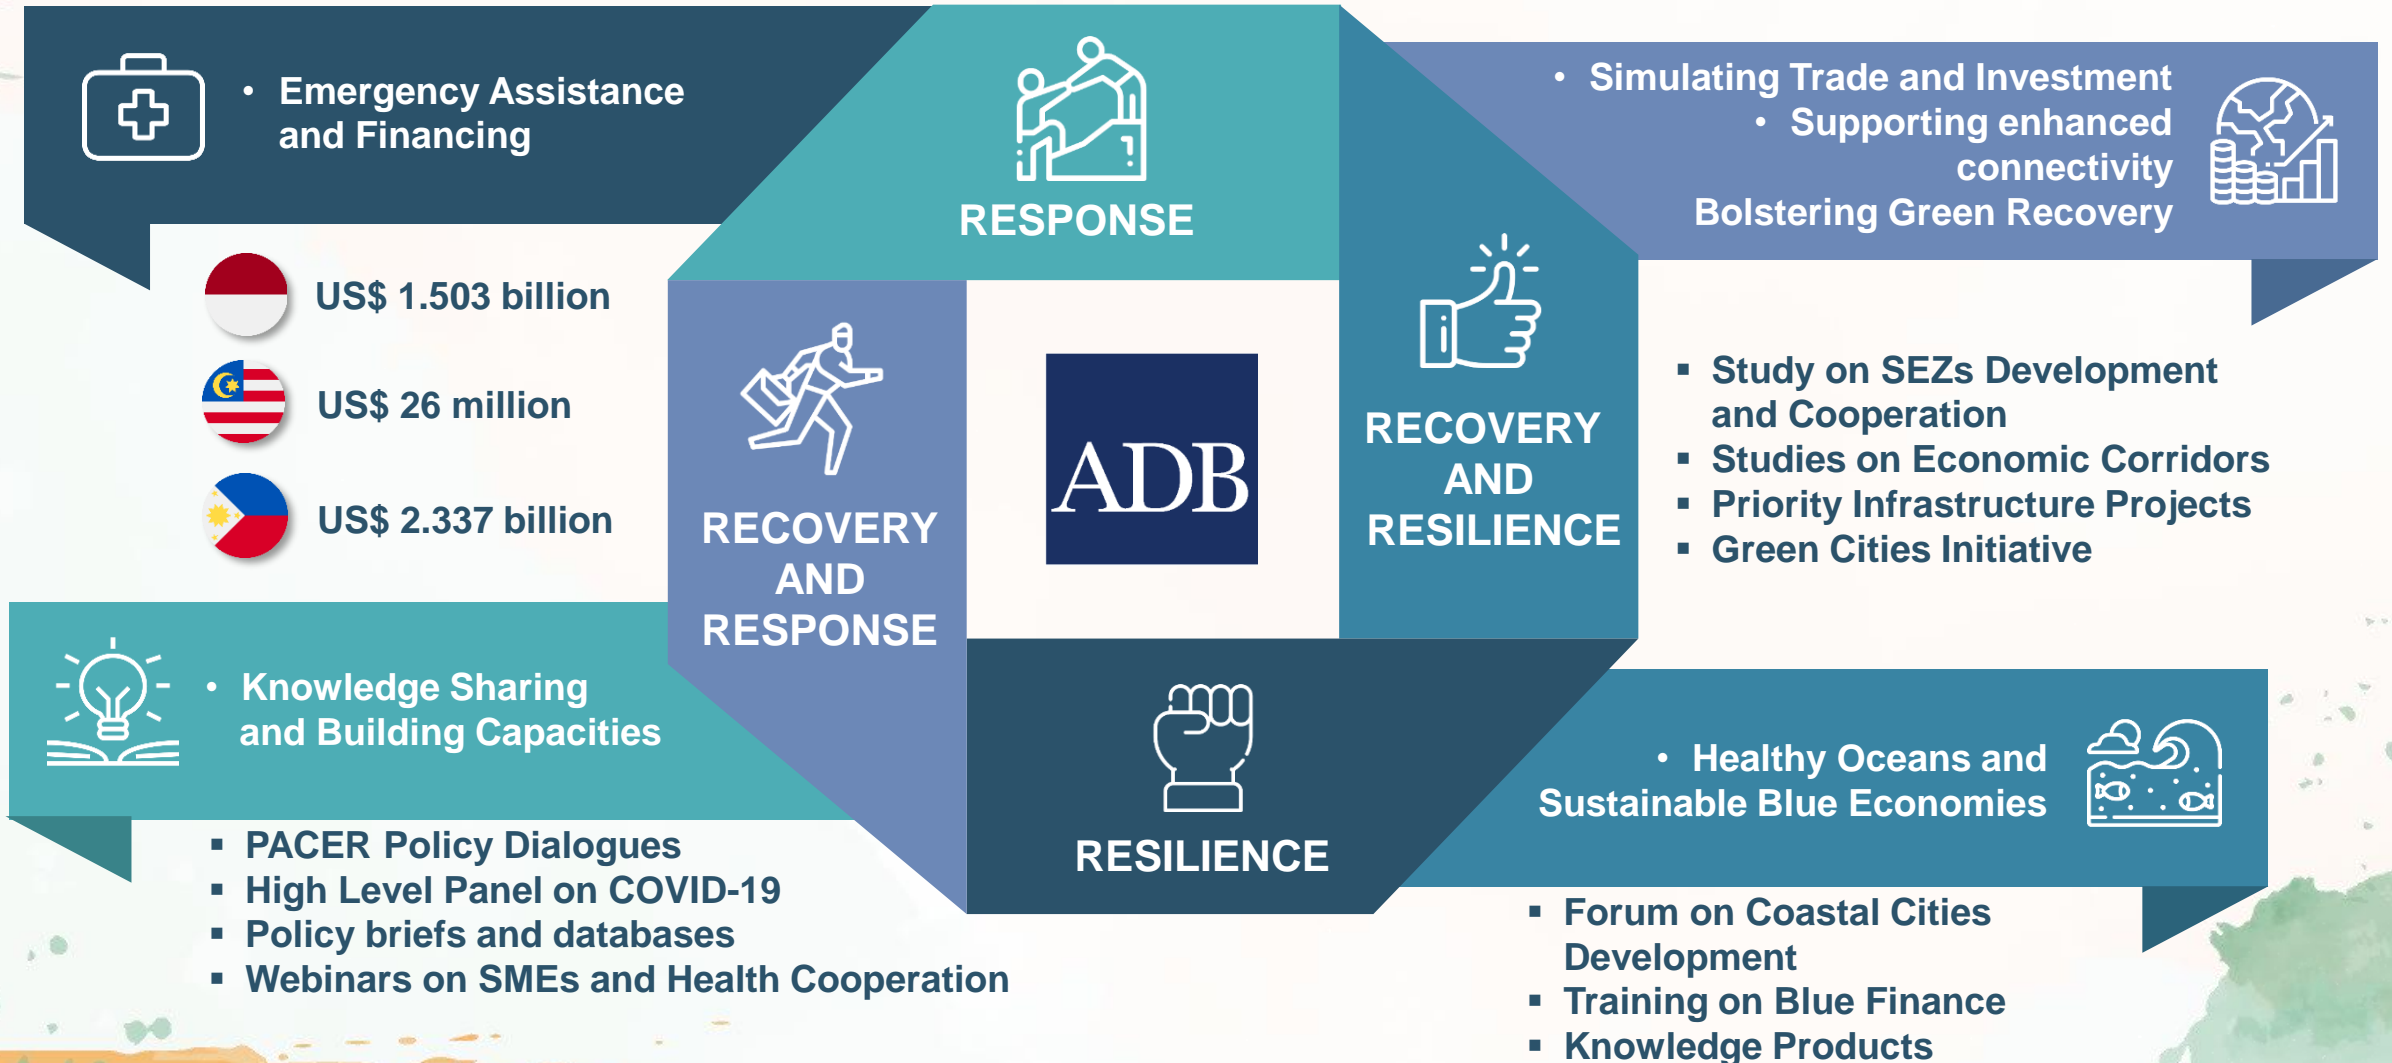 • Emergency Assistance
and Financing
US$ 1.503 billion
US$ 26 million
US$ 2.337 billion
RESPONSE
• Simulating Trade and Investment
• Supporting enhanced
connectivity
Bolstering Green Recovery
RECOVERY
AND
RESILIENCE
▪ Study on SEZs Development
and Cooperation
▪ Studies on Economic Corridors
▪ Priority Infrastructure Projects
▪ Green Cities Initiative
ADB
RECOVERY
AND
RESPONSE
• Knowledge Sharing
and Building Capacities
▪ PACER Policy Dialogues
▪ High Level Panel on COVID-19
▪ Policy briefs and databases
▪ Webinars on SMEs and Health Cooperation
RESILIENCE
• Healthy Oceans and
Sustainable Blue Economies
▪ Forum on Coastal Cities
Development
▪ Training on Blue Finance
▪ Knowledge Products